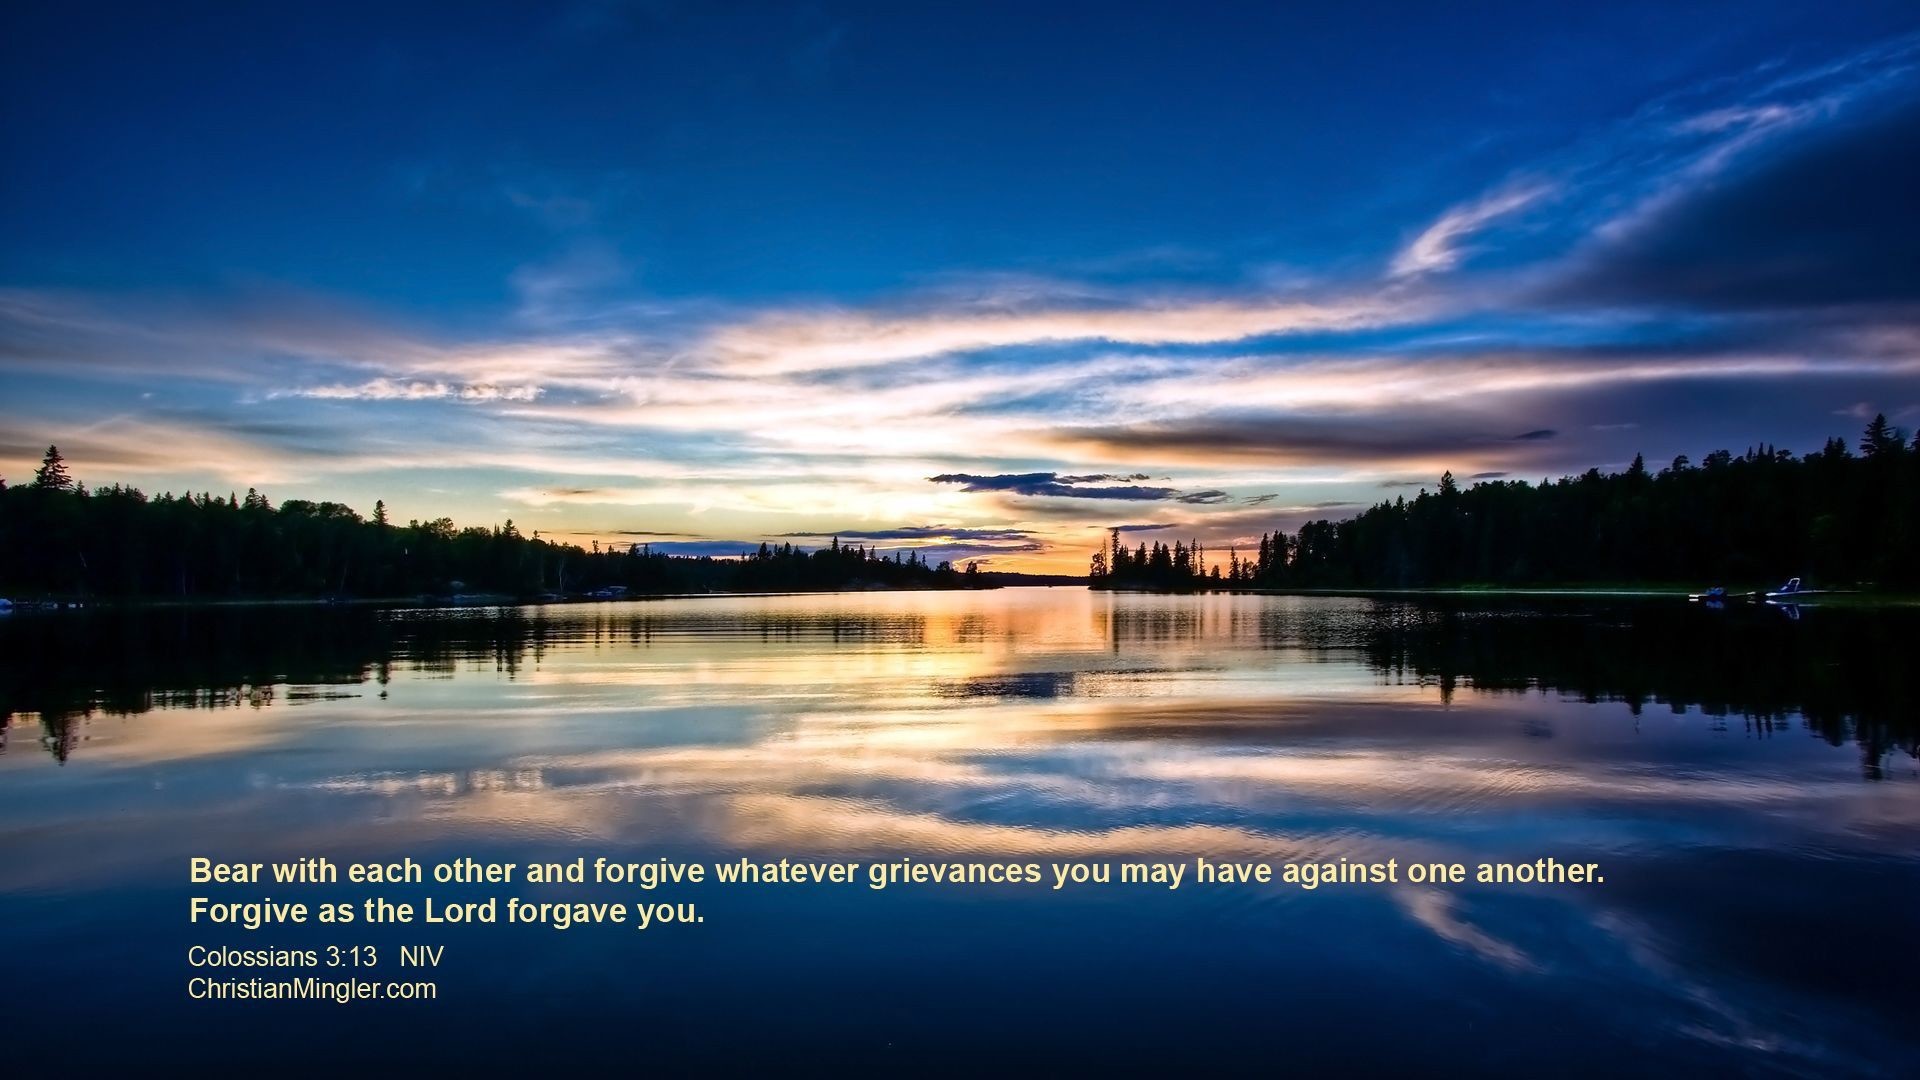 Bear with each other and forgive whatever grievances you may have against one another.
Forgive as the Lord forgave you.
Colossians 3:13 NIV
ChristianMingler.com